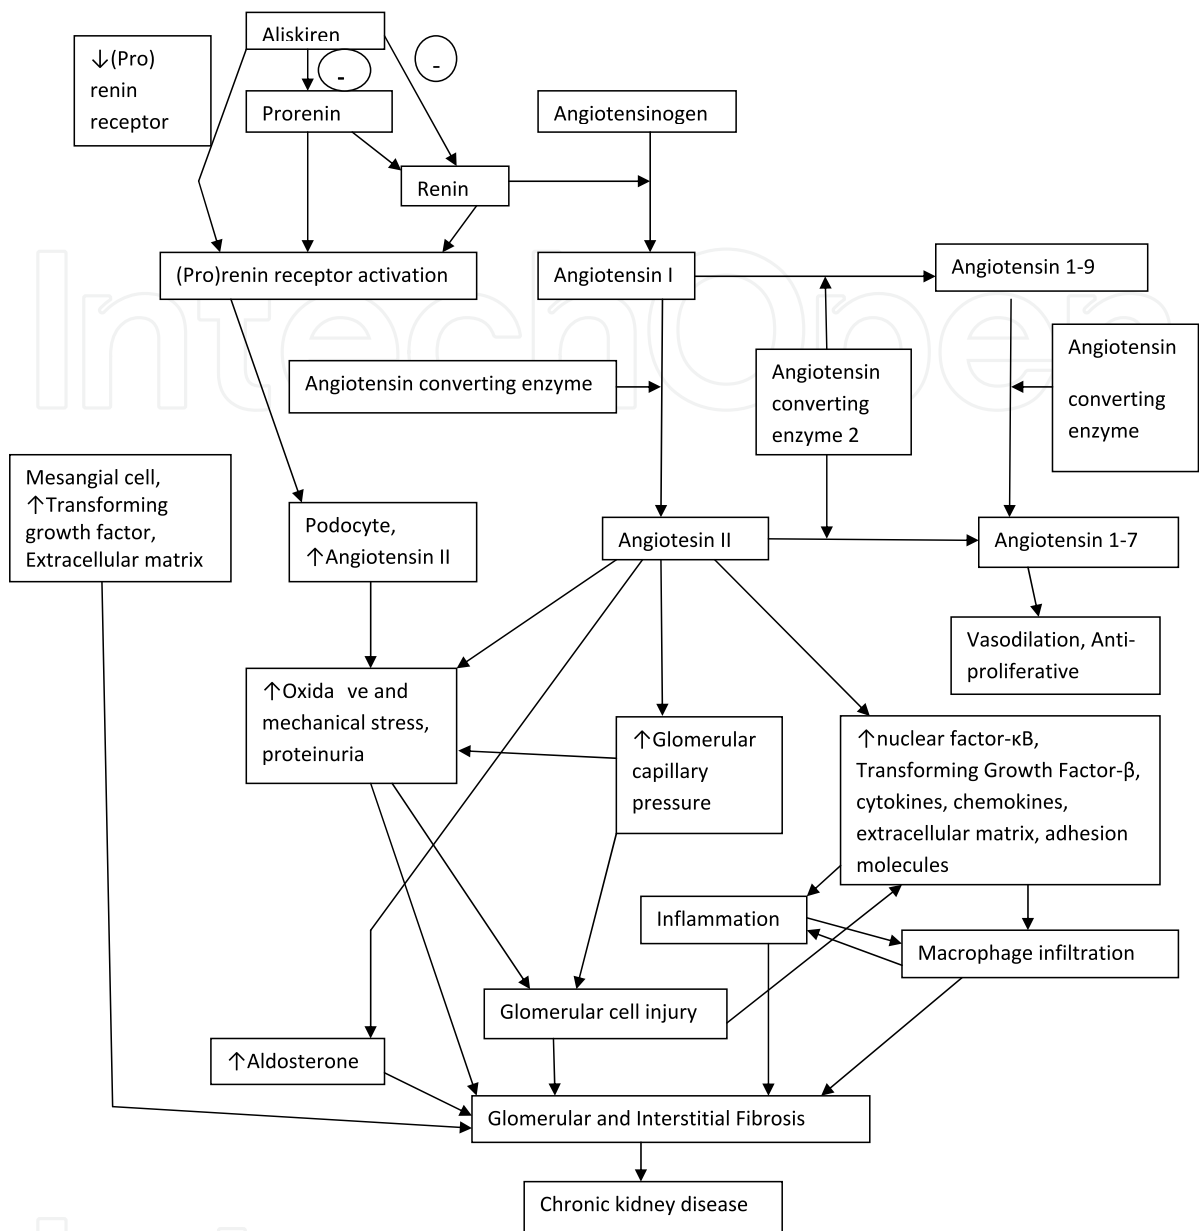 Aliskiren
↓(Pro)
renin
receptor
-
-
Prorenin
Angiotensinogen
Renin
(Pro)renin receptor activation
Angiotensin I
Angiotensin 1-9
Angiotensin converting enzyme
Angiotensin
converting
enzyme 2
Angiotensin
converting
enzyme
Mesangial cell,
↑Transforming
growth factor,
Extracellular matrix
Podocyte,
↑Angiotensin II
Angiotesin II
Angiotensin 1-7
Vasodilation, Anti-
proliferative
↑Oxida ve and
mechanical stress,
proteinuria
↑Glomerular
capillary
pressure
↑nuclear factor-κB,
Transforming Growth Factor-β,
cytokines, chemokines,
extracellular matrix, adhesion
molecules
Inflammation
Macrophage infiltration
Glomerular cell injury
↑Aldosterone
Glomerular and Interstitial Fibrosis
Chronic kidney disease
IntechOpen